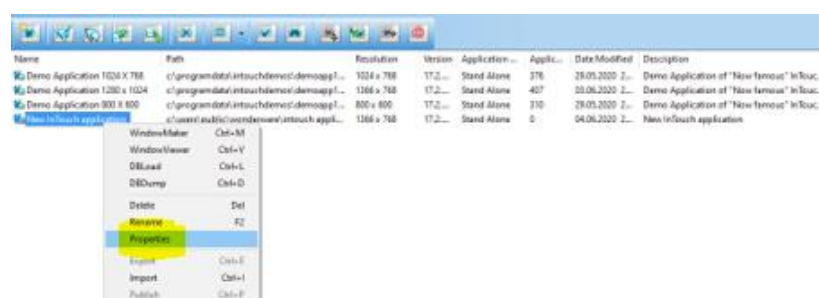 Name Path Resolution Version Application ... Applic... Date Modified Description
Demo Application 1024 X 768 c:\programdata\intouchdemos\demoapp1... 1024 x 768 17.2.... Stand Alone 376 29.05.2020 2... Demo Application of "Now famous" InTouc
Demo Application 1280 x 1024 c:\programdata\intouchdemos\demoapp1... 1366 x 768 17.2.... Stand Alone 407 03.06.2020 2... Demo Application of "Now famous" InTouc
Demo Application 800 X 600 c:\programdata\intouchdemos\demoapp1... 800 x 600 17.2.... Stand Alone 310 29.05.2020 2... Demo Application of "Now famous" InTouc
New InTouch application c:\users\public\wonderware\intouch appli... 1366 x 768 17.2.... Stand Alone 0 04.06.2020 2... New InTouch application
WindowMaker Ctrl+M
WindowViewer Ctrl+V
DBLoad Ctrl+L
DBDump Ctrl+D
Delete Del
Rename F2
Properties
Export Ctrl+E
Import Ctrl+I
Publish Ctrl+P